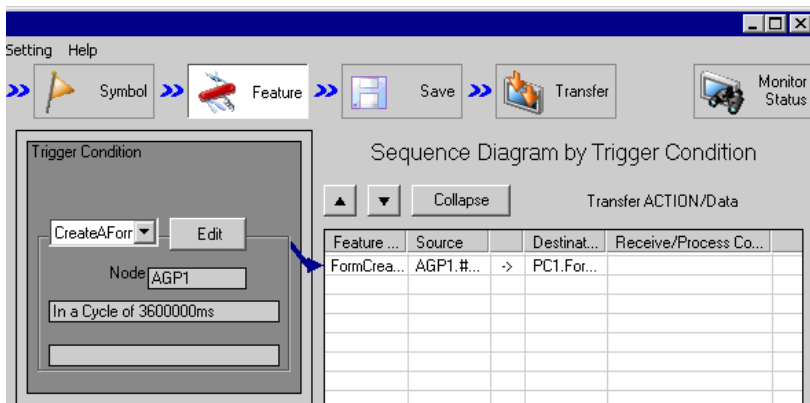 Setting Help
Symbol Feature Save Transfer Monitor Status
Trigger Condition
Sequence Diagram by Trigger Condition
Collapse Transfer ACTION/Data
CreateAForr Edit
Feature ... Source Destinat... Receive/Process Co...
FormCrea... AGP1.#... -> PC1.For...
Node AGP1
In a Cycle of 3600000ms